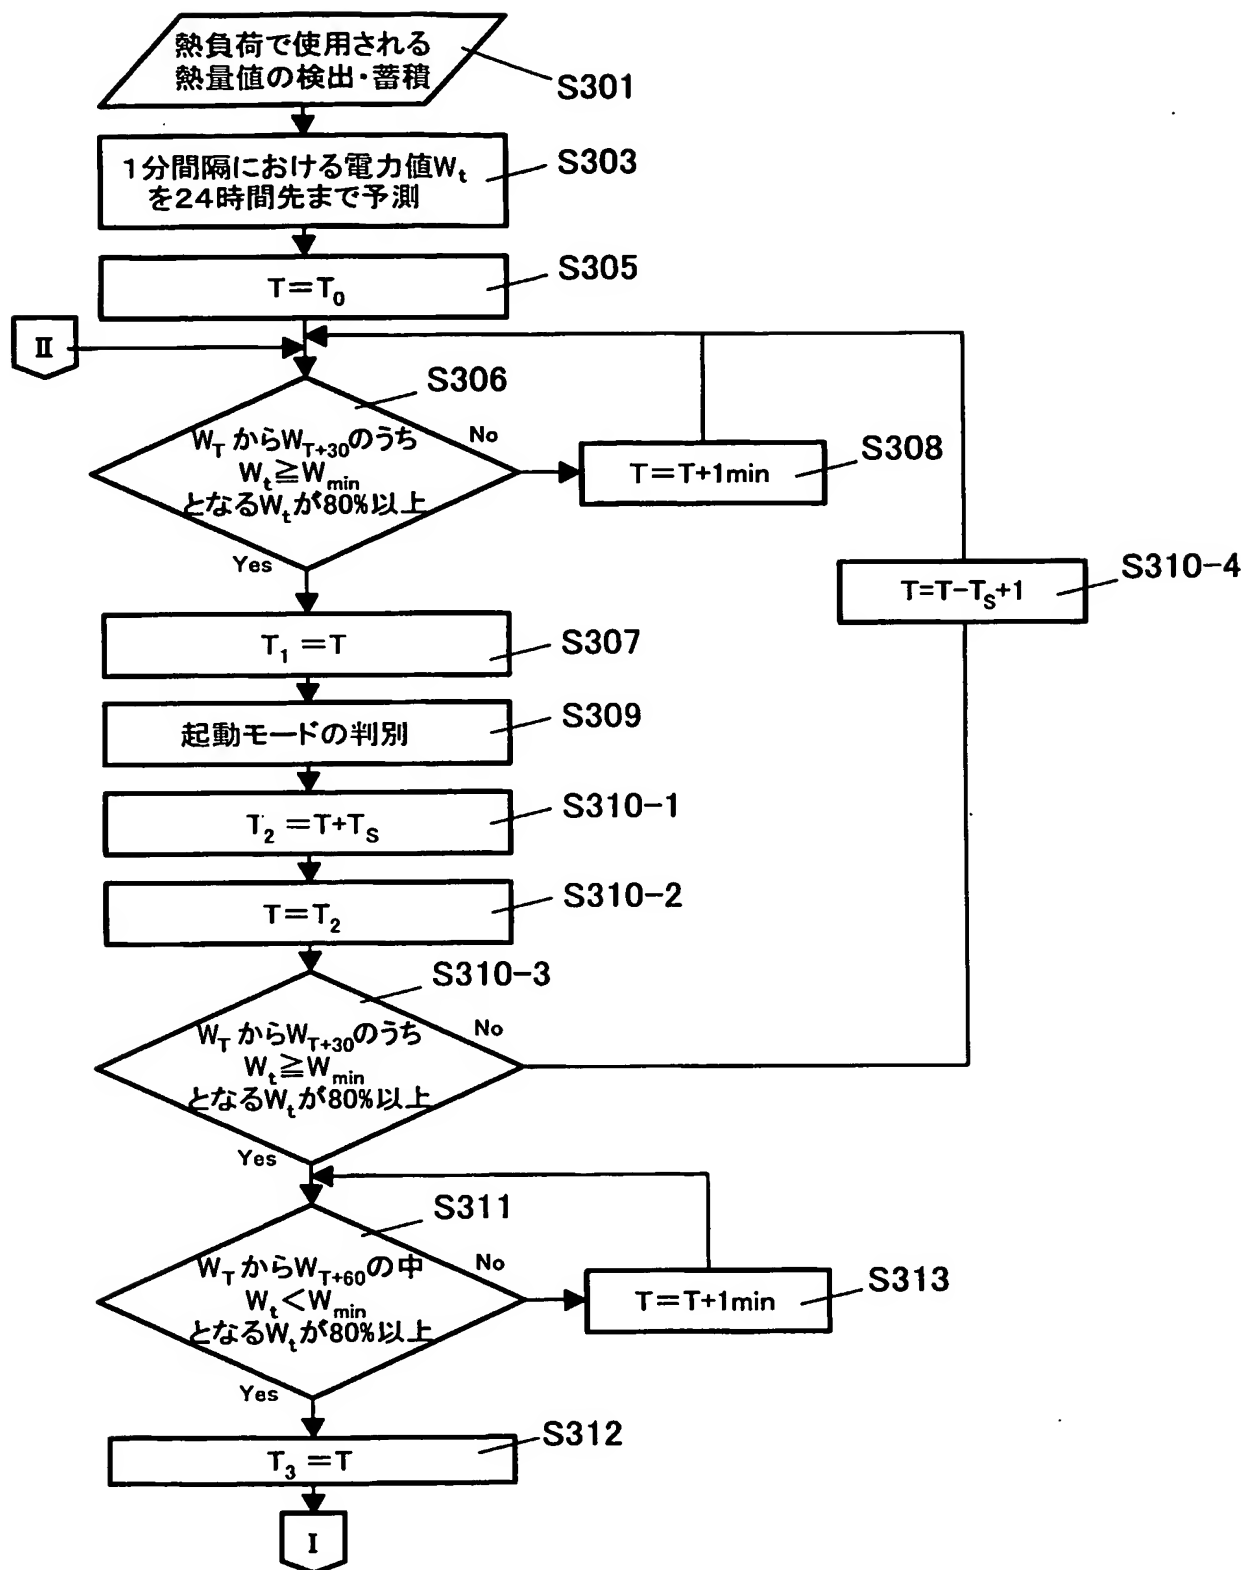 熱負荷で使用される
熱量値の検出・蓄積
S301
1分間隔における電力値Wt
を24時間先まで予測
S303
T=T0
S305
II
S306
WT からWT+30のうち
Wt≧Wmin
となるWtが80%以上
No
Yes
T=T+1min
S308
T=T-TS+1
S310-4
T1 =T
S307
起動モードの判別
S309
T2 =T+TS
S310-1
T=T2
S310-2
S310-3
WT からWT+30のうち
Wt≧Wmin
となるWtが80%以上
No
Yes
S311
WT からWT+60の中
Wt<Wmin
となるWtが80%以上
No
Yes
T=T+1min
S313
T3 =T
S312
I